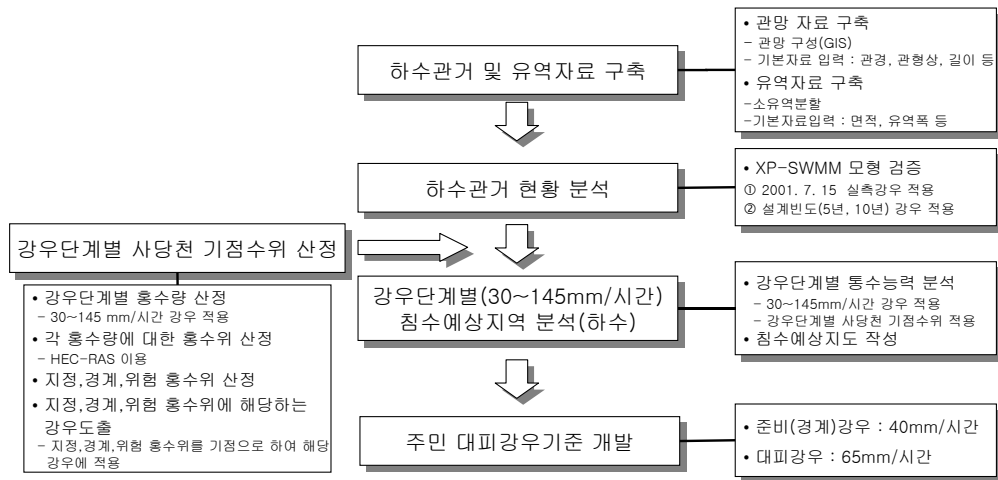 하수관거 및 유역자료 구축
• 관망 자료 구축
- 관망 구성(GIS)
- 기본자료 입력 : 관경, 관형상, 길이 등
• 유역자료 구축
-소유역분할
-기본자료입력 : 면적, 유역폭 등
하수관거 현황 분석
• XP-SWMM 모형 검증
① 2001. 7. 15 실측강우 적용
② 설계빈도(5년, 10년) 강우 적용
강우단계별 사당천 기점수위 산정
• 강우단계별 홍수량 산정
- 30~145 mm/시간 강우 적용
• 각 홍수량에 대한 홍수위 산정
- HEC-RAS 이용
• 지정,경계,위험 홍수위 산정
• 지정,경계,위험 홍수위에 해당하는
강우도출
- 지정,경계,위험 홍수위를 기점으로 하여 해당
강우에 적용
강우단계별(30~145mm/시간)
침수예상지역 분석(하수)
• 강우단계별 통수능력 분석
- 30~145mm/시간 강우 적용
- 강우단계별 사당천 기점수위 적용
• 침수예상지도 작성
주민 대피강우기준 개발
• 준비(경계)강우 : 40mm/시간
• 대피강우 : 65mm/시간